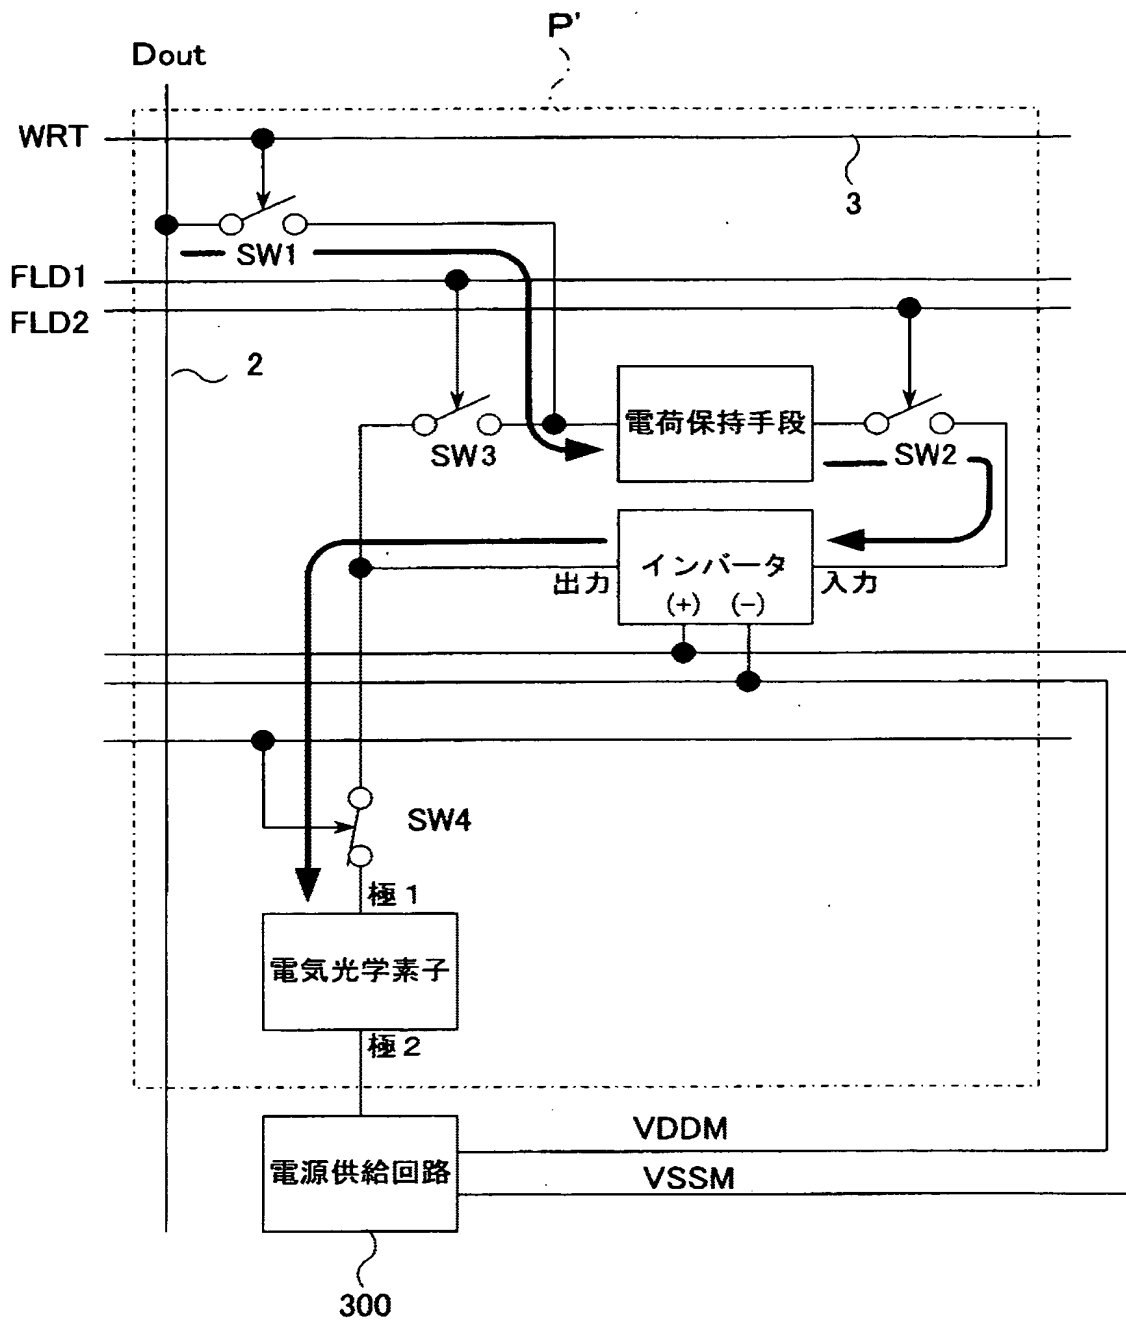 P'
Dout
WRT
3
SW1
FLD1
FLD2
2
電荷保持手段
SW3
SW2
インバータ
出力
入力
(+)
(-)
SW4
極1
電気光学素子
極2
VDDM
電源供給回路
VSSM
300